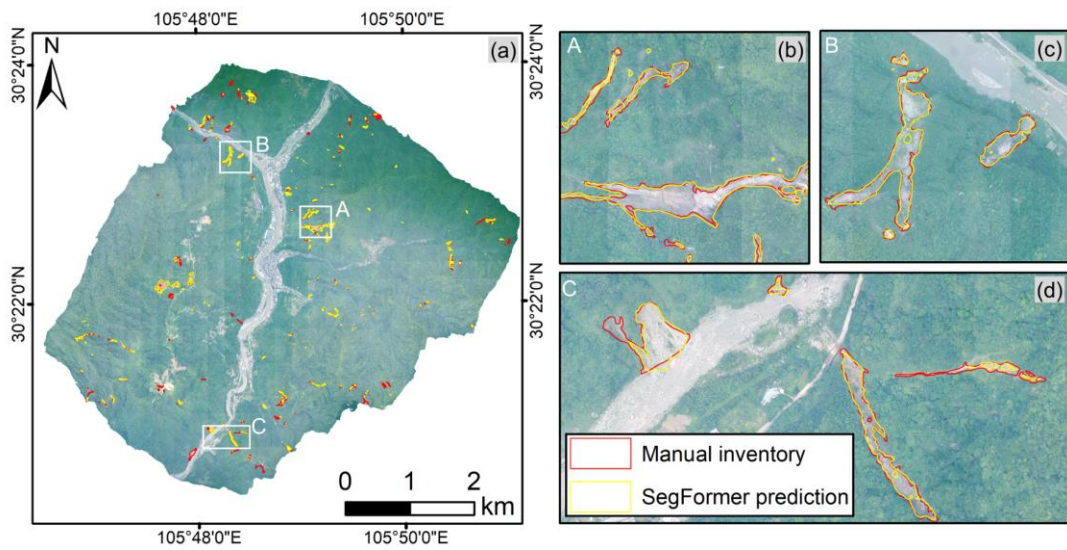 105°48'0"E
105°50'0"E
N
(a)
30°24'0"N
30°24'0"N
B
A
30°22'0"N
30°22'0"N
C
0 1 2
km
105°48'0"E
105°50'0"E
A
(b)
B
(c)
C
(d)
Manual inventory
SegFormer prediction